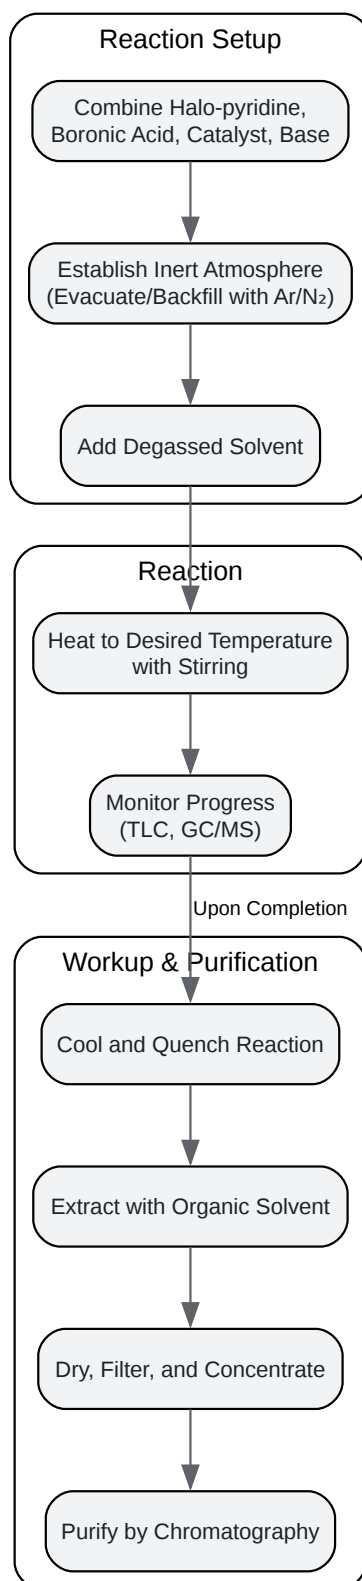 Reaction Setup
Combine Halo-pyridine,
Boronic Acid, Catalyst, Base
Establish Inert Atmosphere
(Evacuate/Backfill with Ar/N₂)
Add Degassed Solvent
Reaction
Heat to Desired Temperature
with Stirring
Monitor Progress
(TLC, GC/MS)
Upon Completion
Workup & Purification
Cool and Quench Reaction
Extract with Organic Solvent
Dry, Filter, and Concentrate
Purify by Chromatography